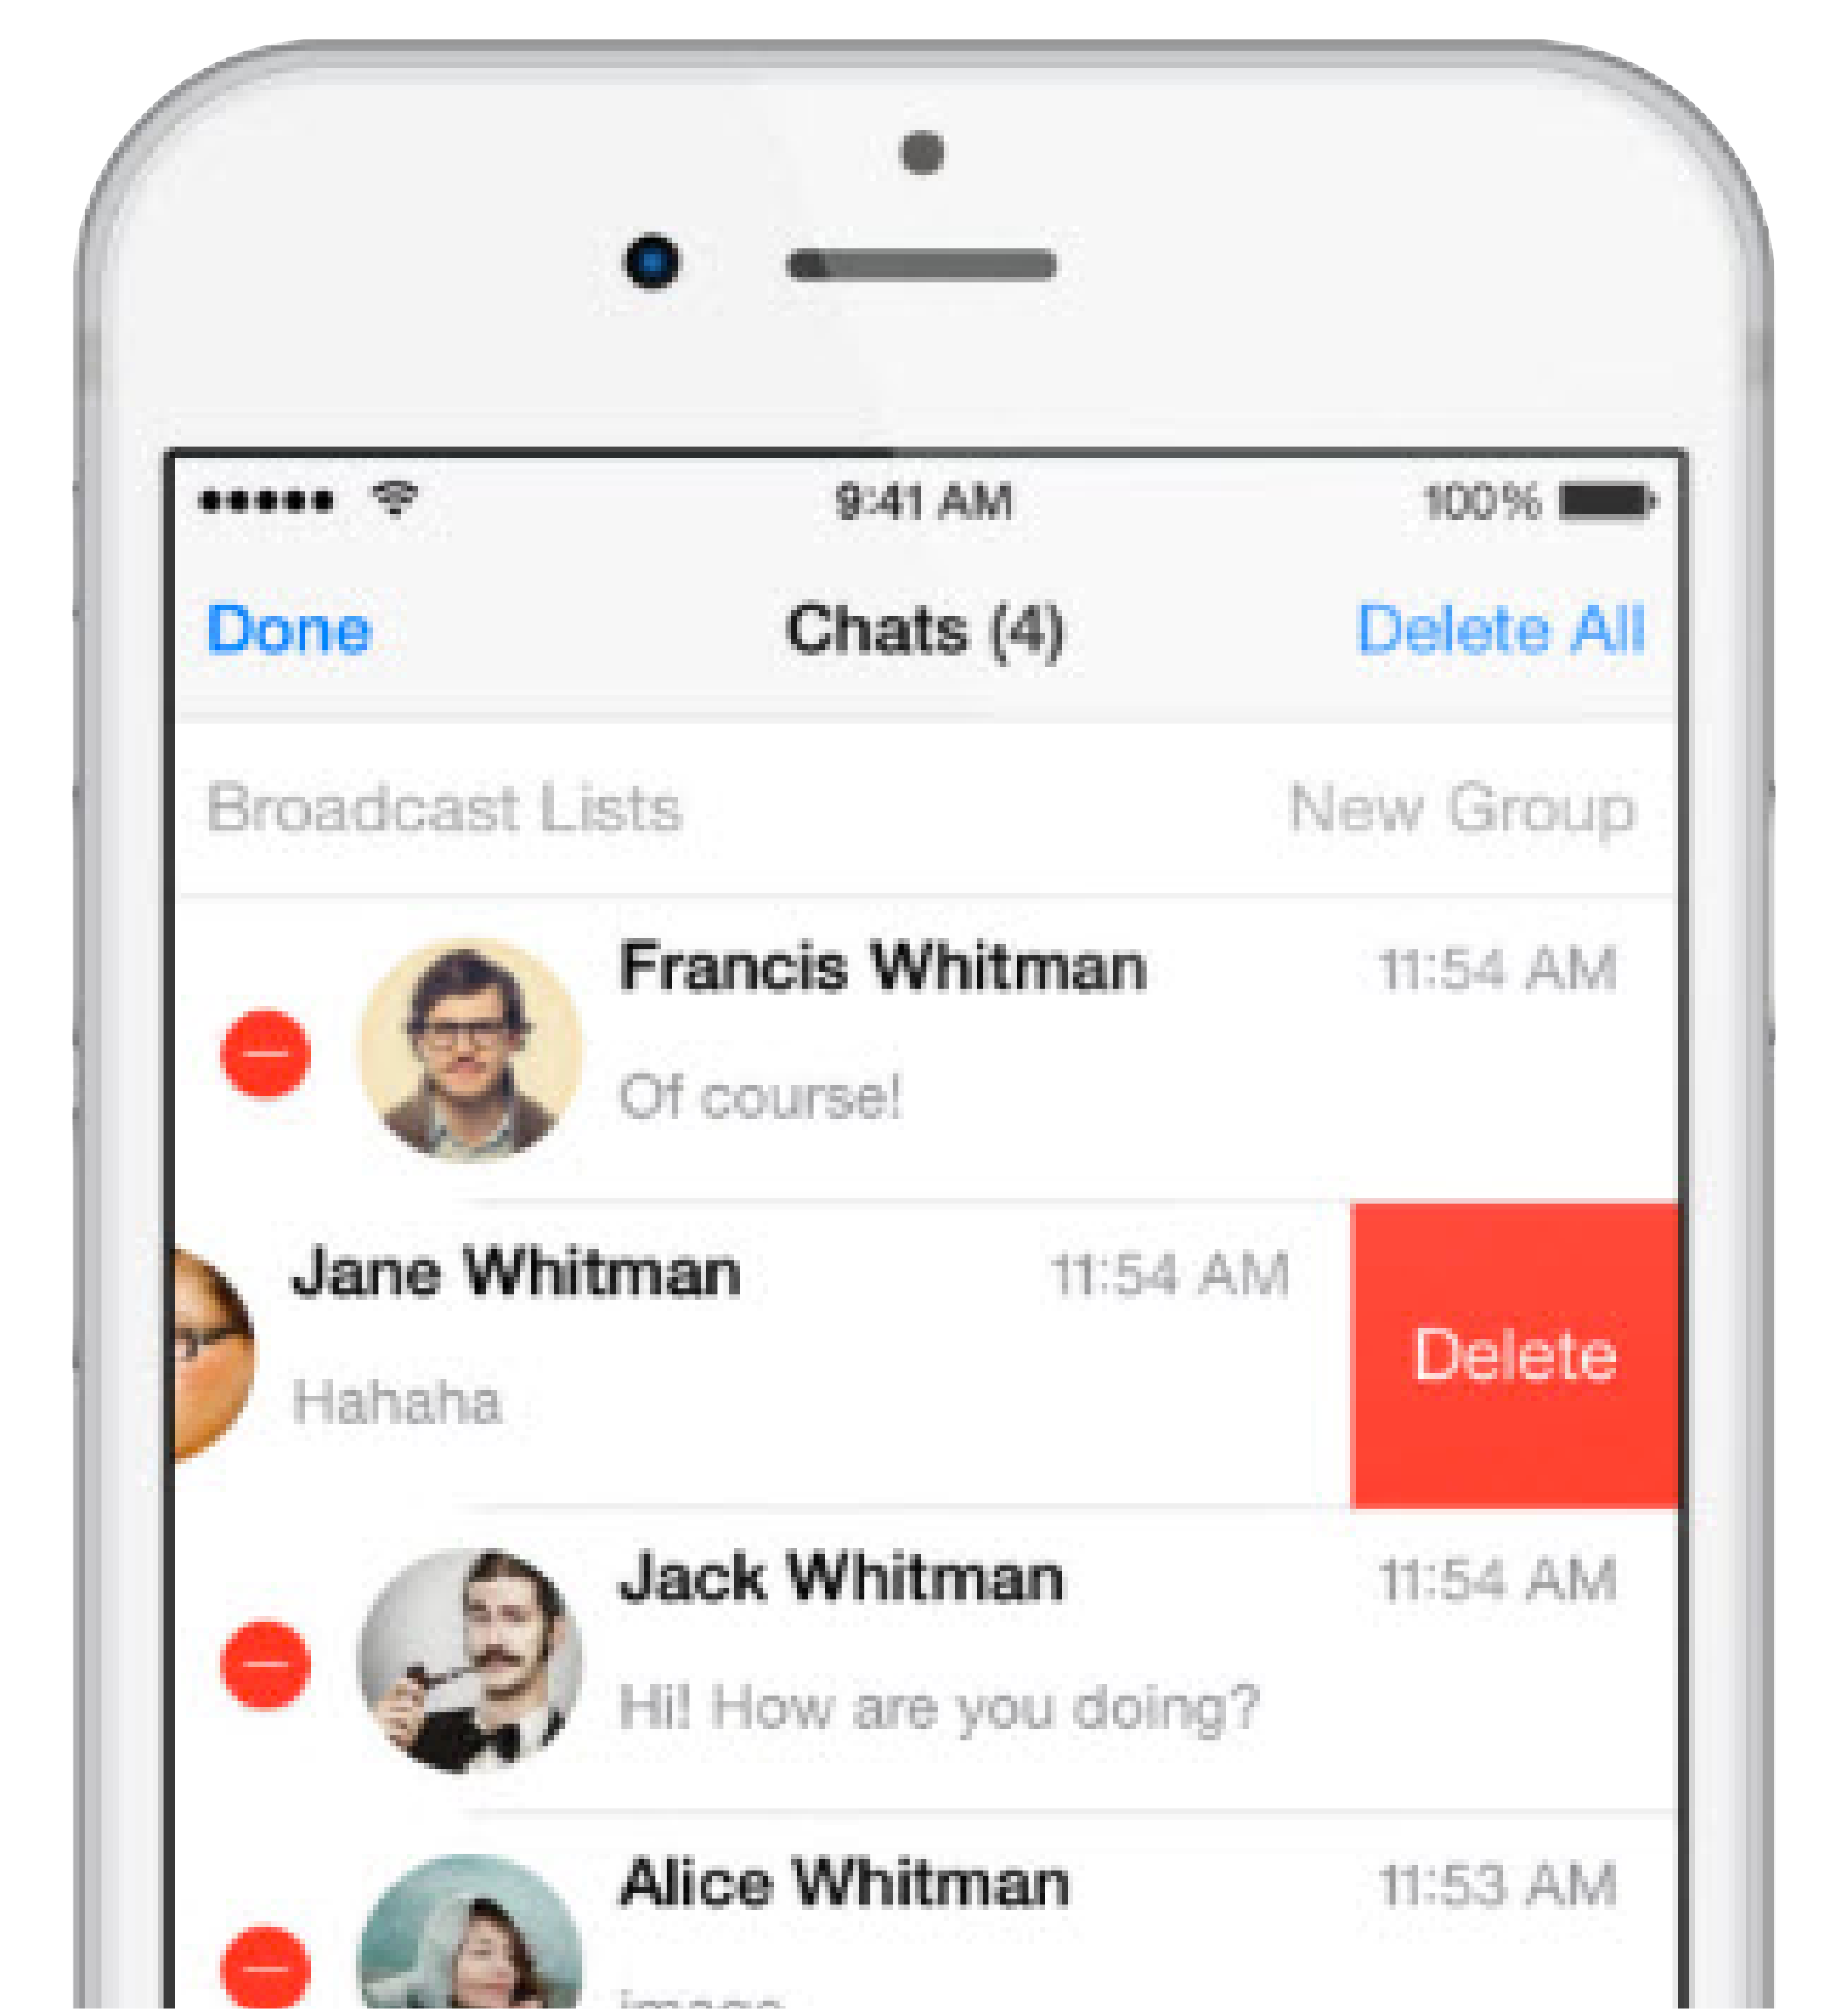 9:41 AM 100%
Done Chats (4) Delete All
Broadcast Lists New Group
Francis Whitman 11:54 AM
Of course!
Jane Whitman 11:54 AM
Delete
Hahaha
Jack Whitman 11:54 AM
Hi! How are you doing?
Alice Whitman 11:53 AM